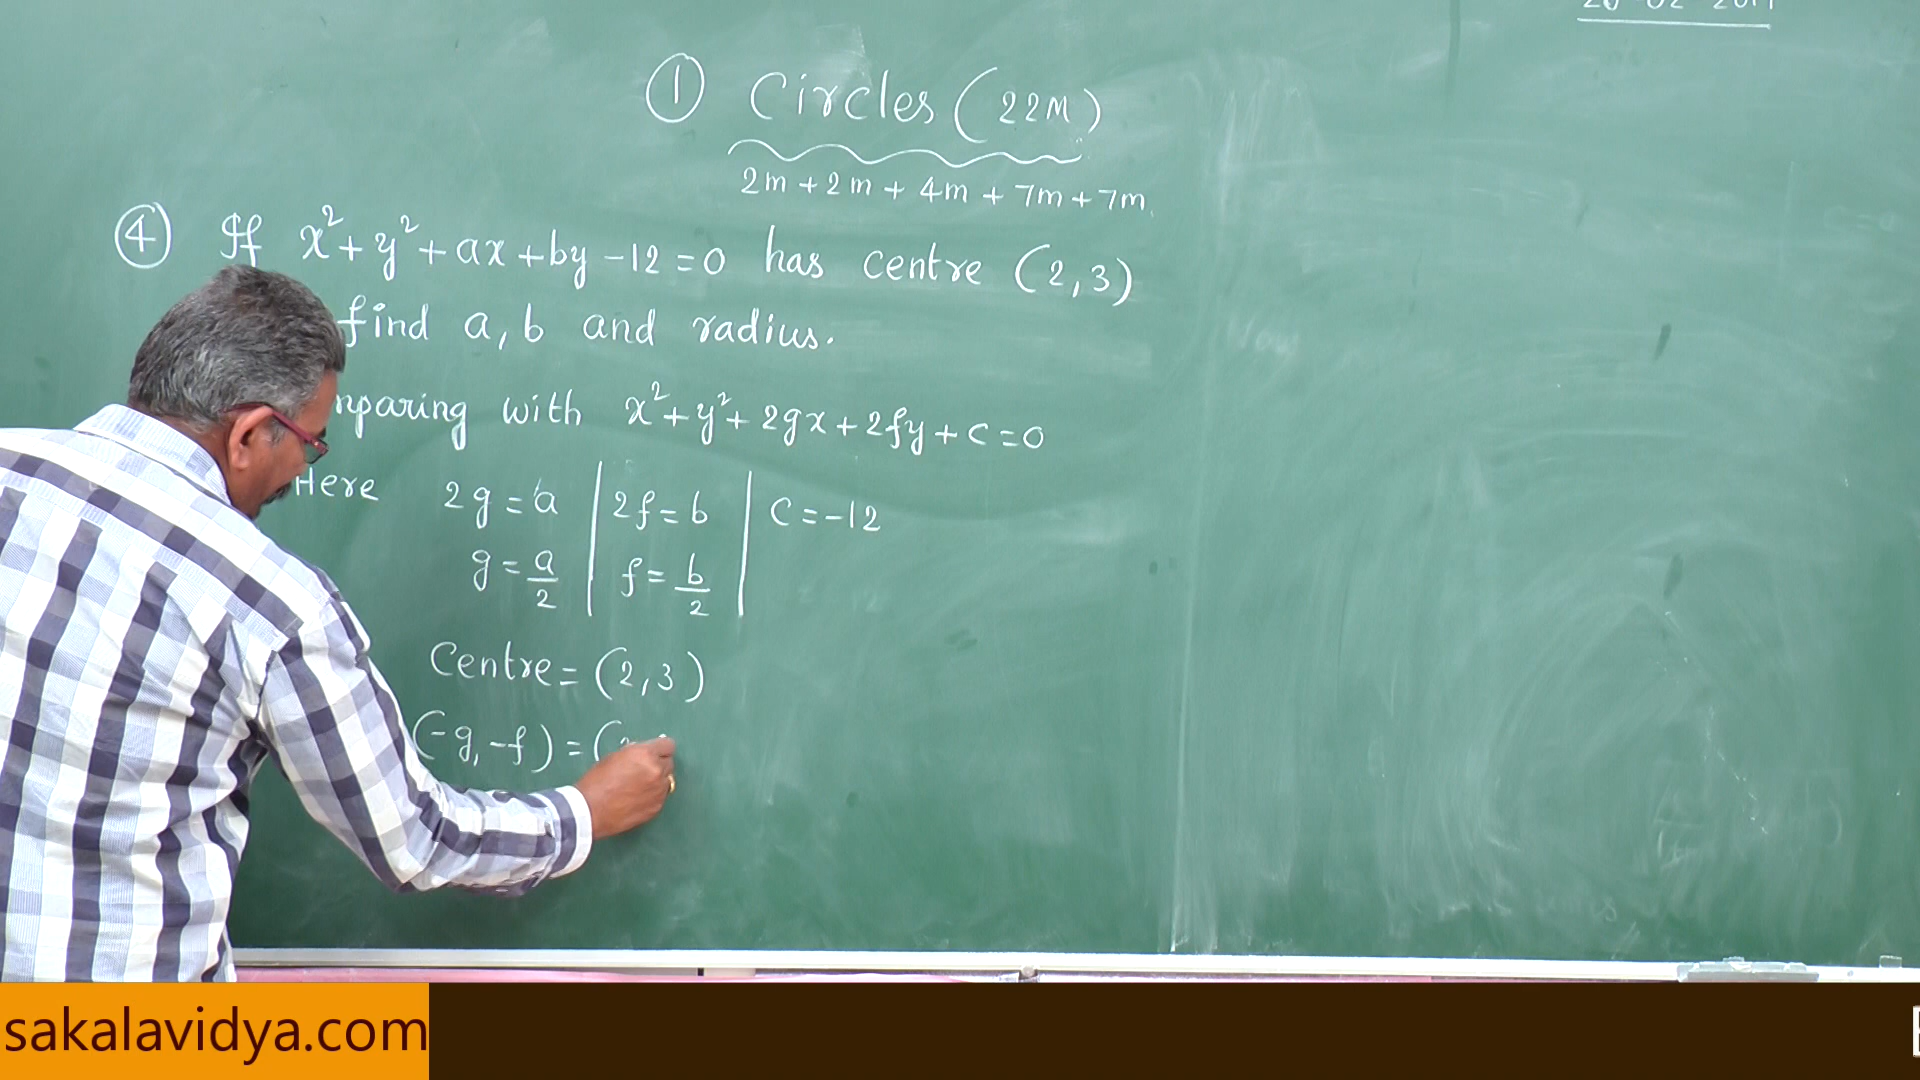 ① Circles (22M)
2m + 2m + 4m + 7m + 7m
④ If x² + y² + ax + by - 12 = 0 has centre (2, 3)
find a, b and radius.
with x² + y² + 2gx + 2fy + c = 0
Here 2g = a | 2f = b | C = -12
g = a/2 | f = b/2
Centre = (2, 3)
(-g, -f) = (
sakalavidya.com